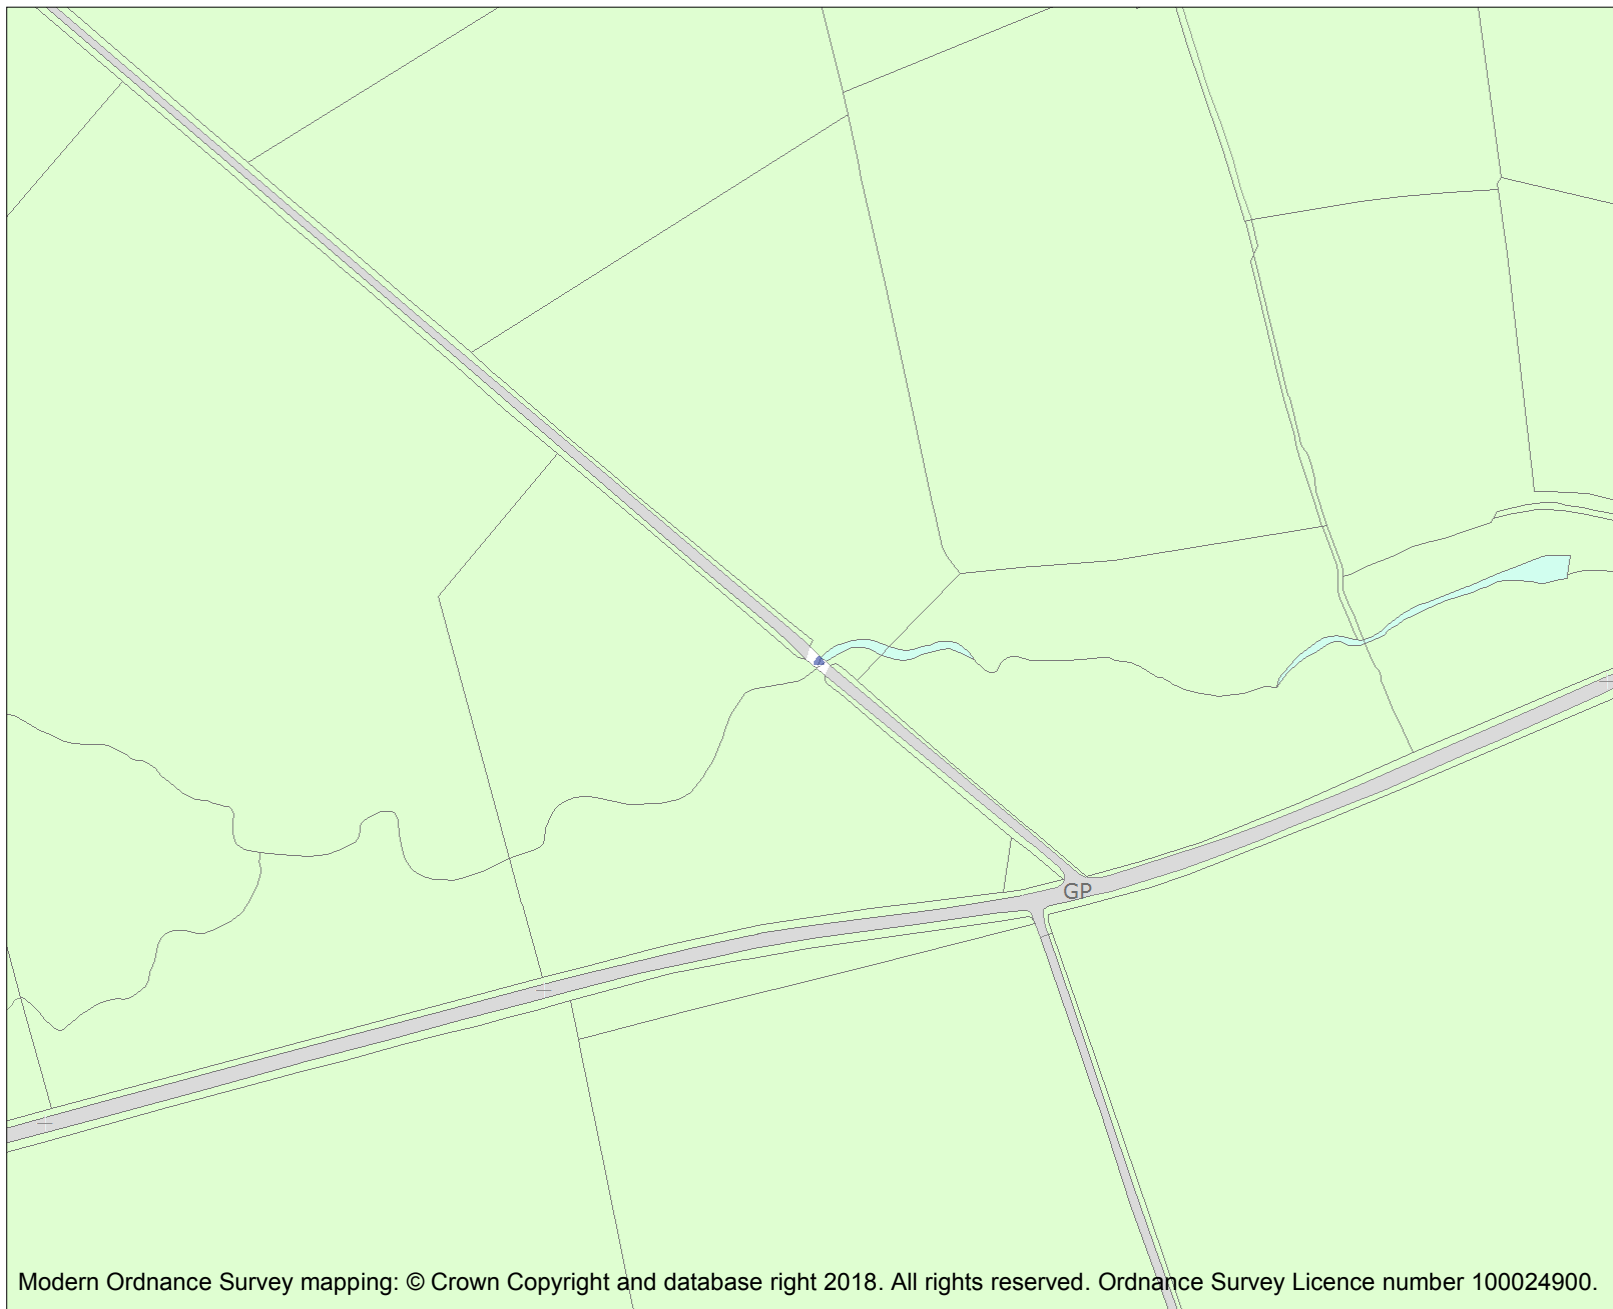 GP
Modern Ordnance Survey mapping: © Crown Copyright and database right 2018. All rights reserved. Ordnance Survey Licence number 100024900.